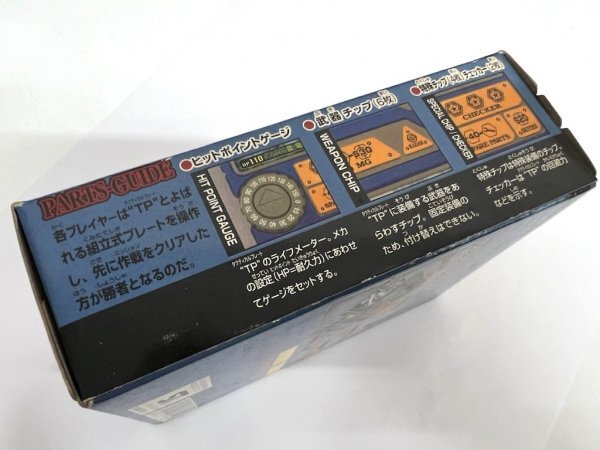 PARTS-GUIDE
各プレイヤーは"TP"とよば
れる組立式プレートを操作
し、先に作戦をクリアした
方が勝者となるのだ。
●ヒットポイントゲージ
HIT POINT GAUGE
HP110
"TP"のライフメーター。メカ
の設定(HP=耐久力)にあわせ
てゲージをセットする。
●武器チップ(6枚)
WEAPON CHIP
P30
MG
"TP"に装備する武器をあ
らわすチップ。固定装備の
ため、付け替えはできない。
●特殊チップ(4枚)チェッカー(2枚)
SPECIAL CHIP / CHECKER
CHECKER
SPARE PARTS
特殊チップは特殊装備のチップ。
チェッカーは"TP"の回避力
などを示す。